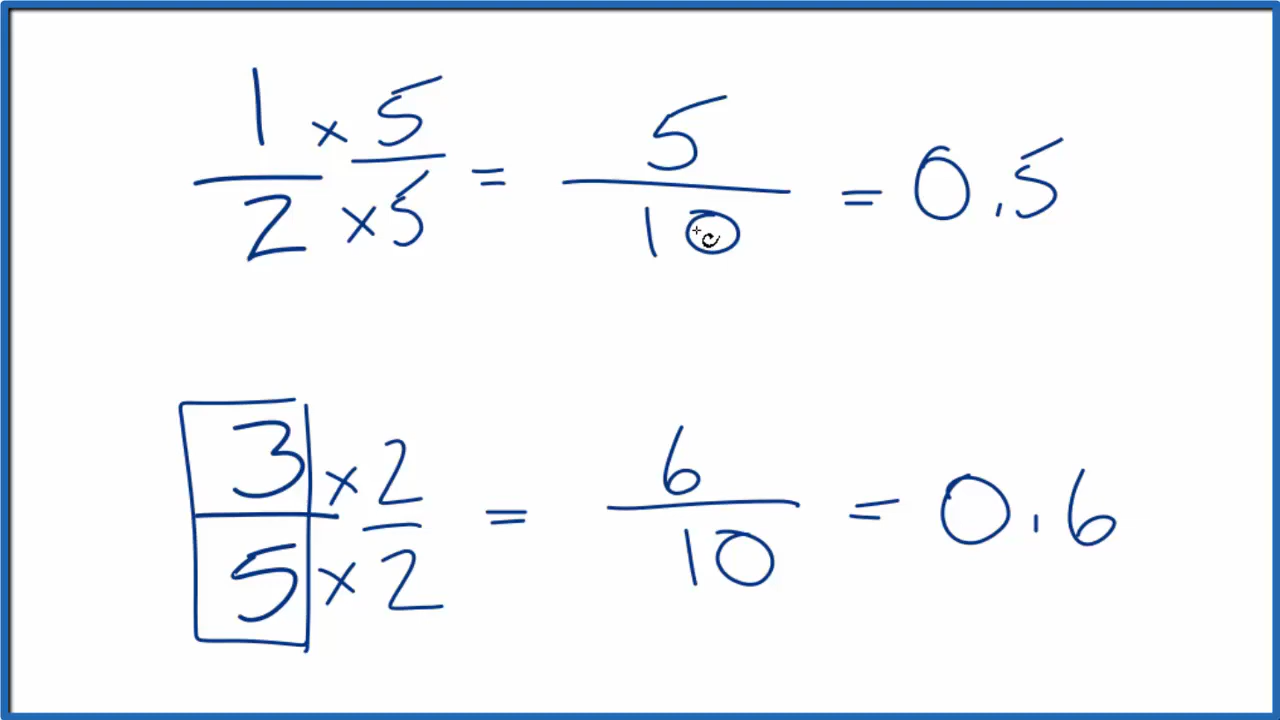 1/2 × 5/× 5 = 5/10 = 0.5
3/5 × 2/× 2 = 6/10 = 0.6